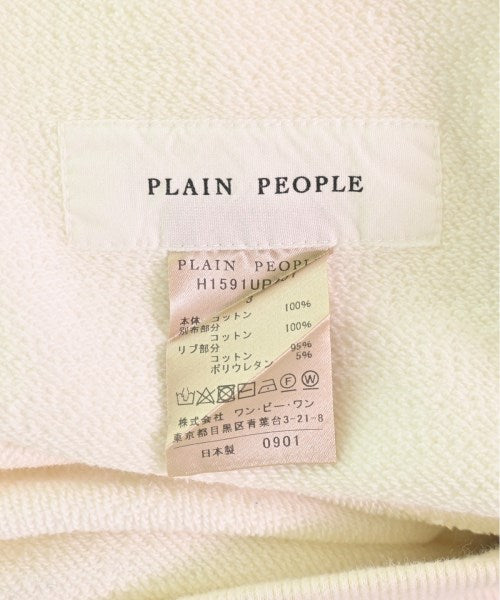 PLAIN PEOPLE
PLAIN PEOPLE
3
本体 コットン 100%
別布部分
コットン 100%
リブ部分
コットン 95%
ポリウレタン 5%
株式会社 ワン・ビー・ワン
東京都目黒区青葉台3-21-8
日本製 0901